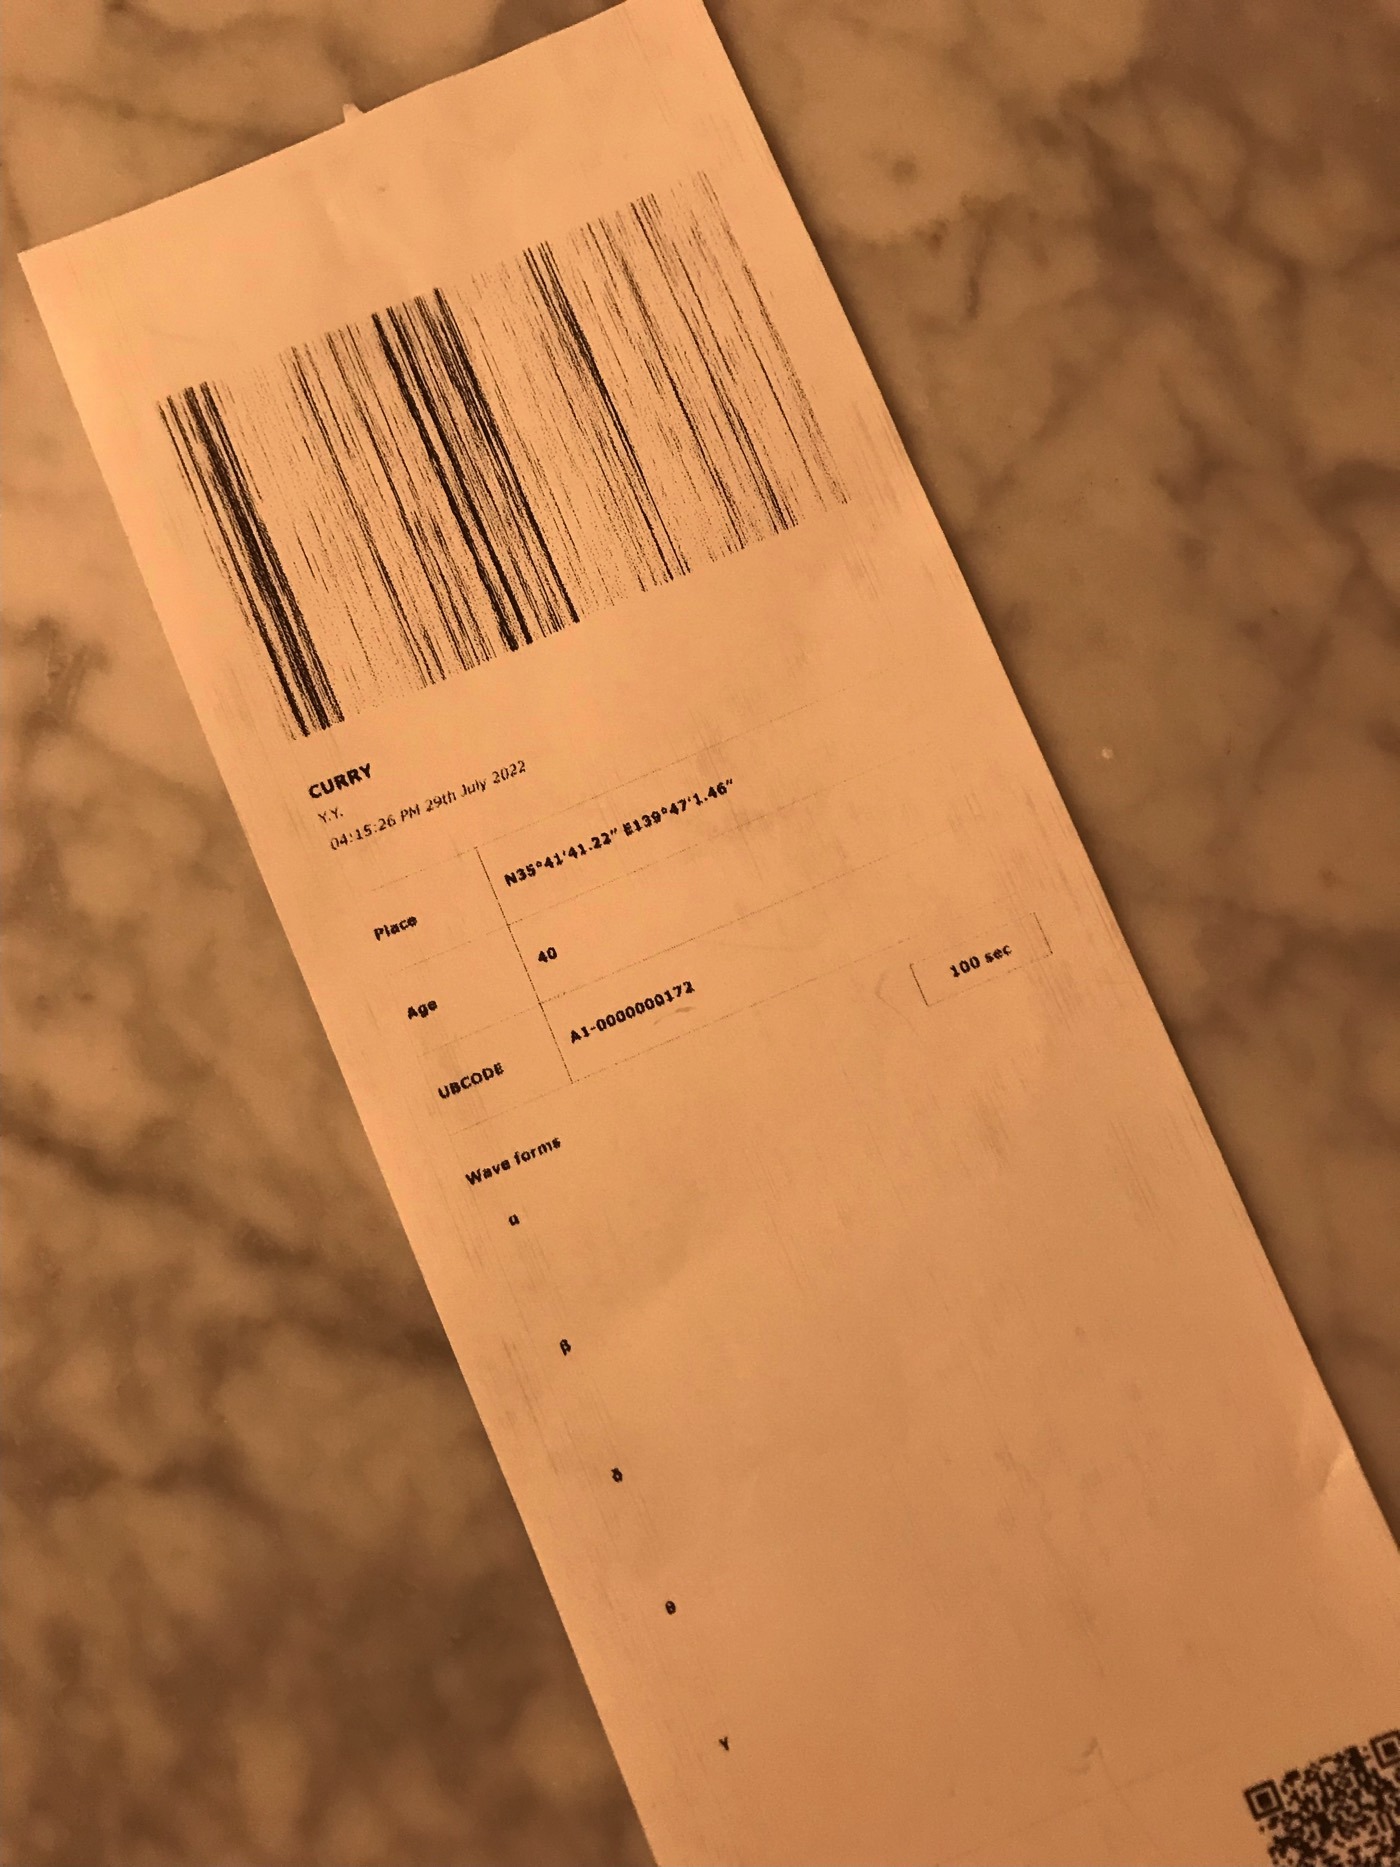 CURRY
Y.Y.
04:15:26 PM 29th July 2022
Place N35°41'41.22" E139°47'1.46"
Age 40
UBCODE A1-0000000172
100 sec
Wave forms
α
β
δ
θ
γ